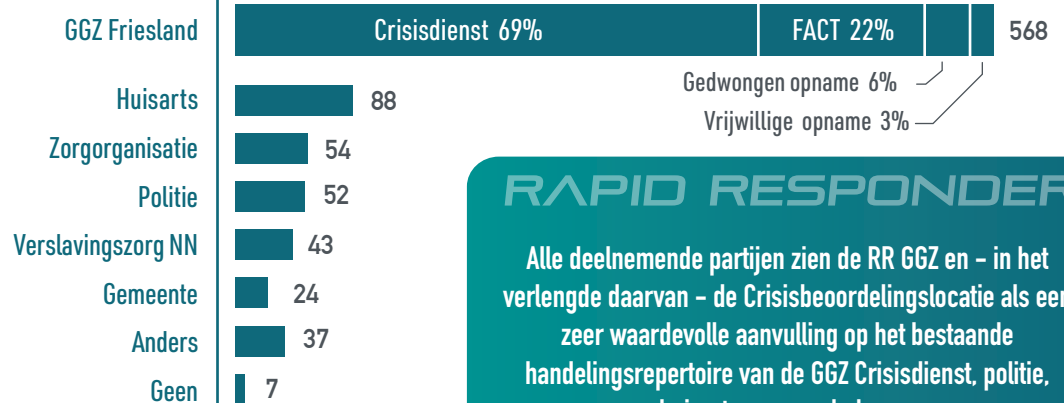 GGZ Friesland Crisisdienst 69% FACT 22% 568
Gedwongen opname 6%
Vrijwillige opname 3%
Huisarts 88
Zorgorganisatie 54
Politie 52
Verslavingszorg NN 43
Gemeente 24
Anders 37
Geen 7
RAPID RESPONDER
Alle deelnemende partijen zien de RR GGZ en – in het
verlengde daarvan – de Crisisbeoordelingslocatie als een
zeer waardevolle aanvulling op het bestaande
handelingsrepertoire van de GGZ Crisisdienst, politie,